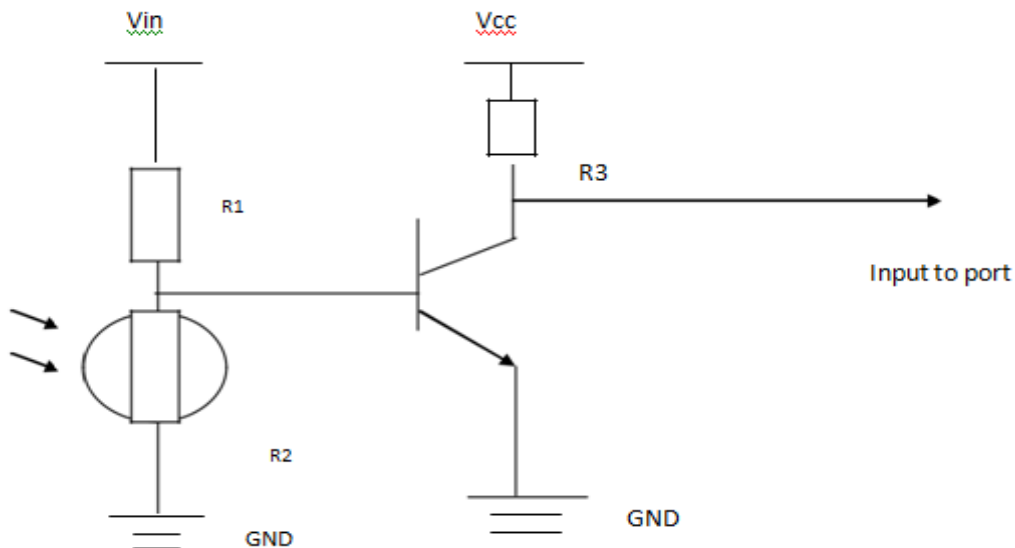 Vin
Vcc
R3
R1
Input to port
R2
GND
GND